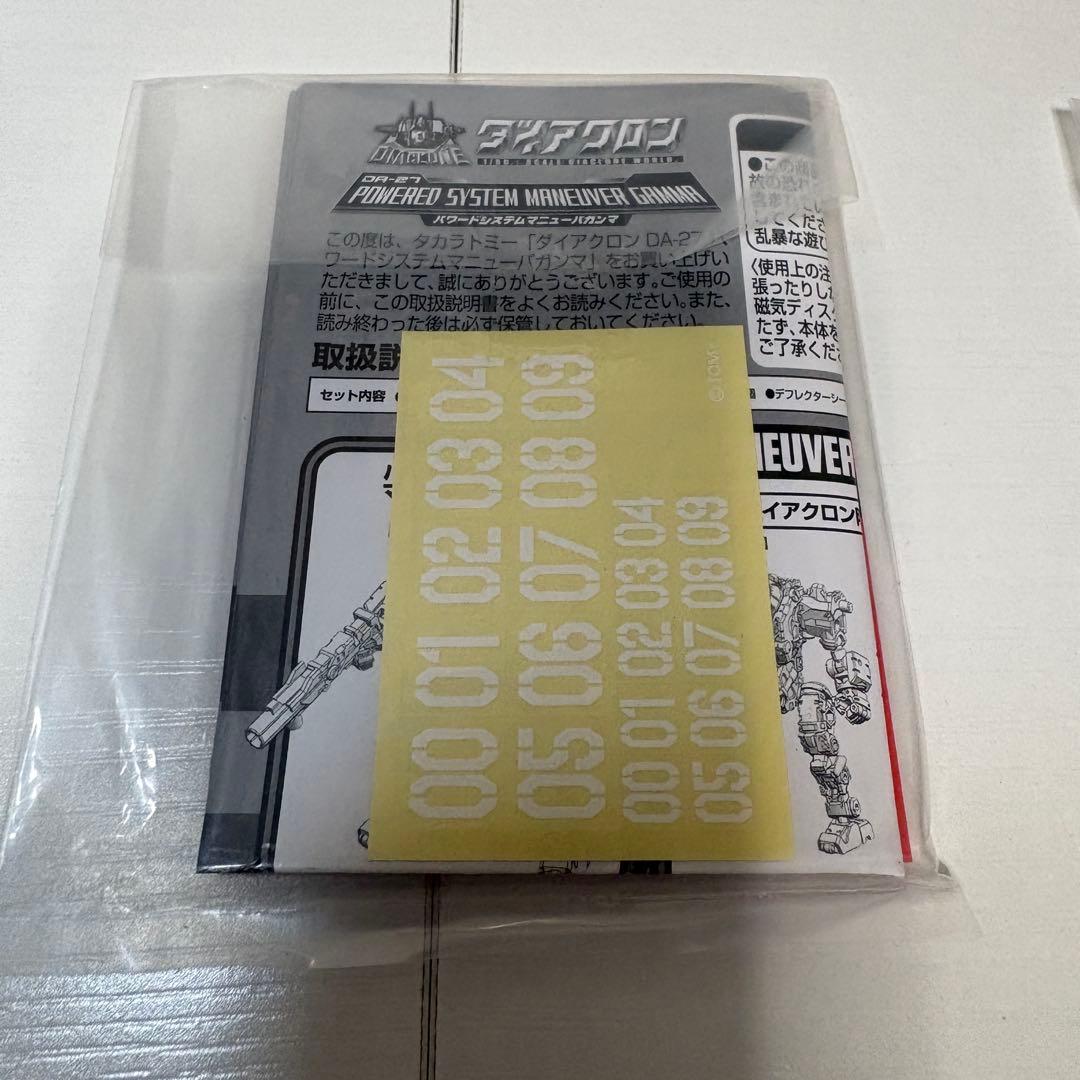 ダイアクロン
DIACLONE
DA-27
POWERED SYSTEM MANEUVER GAMMA
パワードシステムマニューバガンマ
この度は、タカラトミー「ダイアクロン DA-27
ワードシステムマニューバガンマ」をお買い上げい
ただきまして、誠にありがとうございます。ご使用の
前に、この取扱説明書をよくお読みください。また、
読み終わった後は必ず保管しておいてください。
取扱説
セット内容
●デフレクターシー
乱暴な遊び
〈使用上の注
張ったりしな
磁気ディスク
たず、本体を
ご了承くださ
IEUVER
イアクロン
00 01 02 03 04
05 06 07 08 09
00 01 02 03 04
05 06 07 08 09
© TOMY